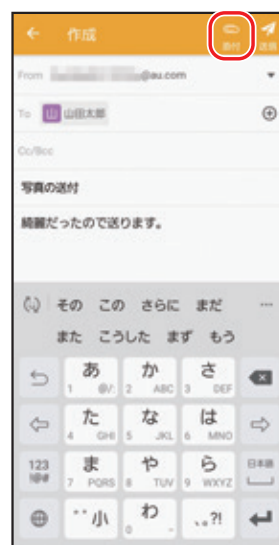 作成 添付 送信
From @au.com
To 山 山田太郎
Cc/Bcc
写真の送付
綺麗だったので送ります。
その この さらに まだ ...
また こうした まず もう
あ か さ
1 @/: 2 ABC 3 DEF
た な は
4 GHI 5 JKL 6 MNO
123 ま や ら 日本語
!@# 7 PQRS 8 TUV 9 WXYZ
小 わ 、。?!
0